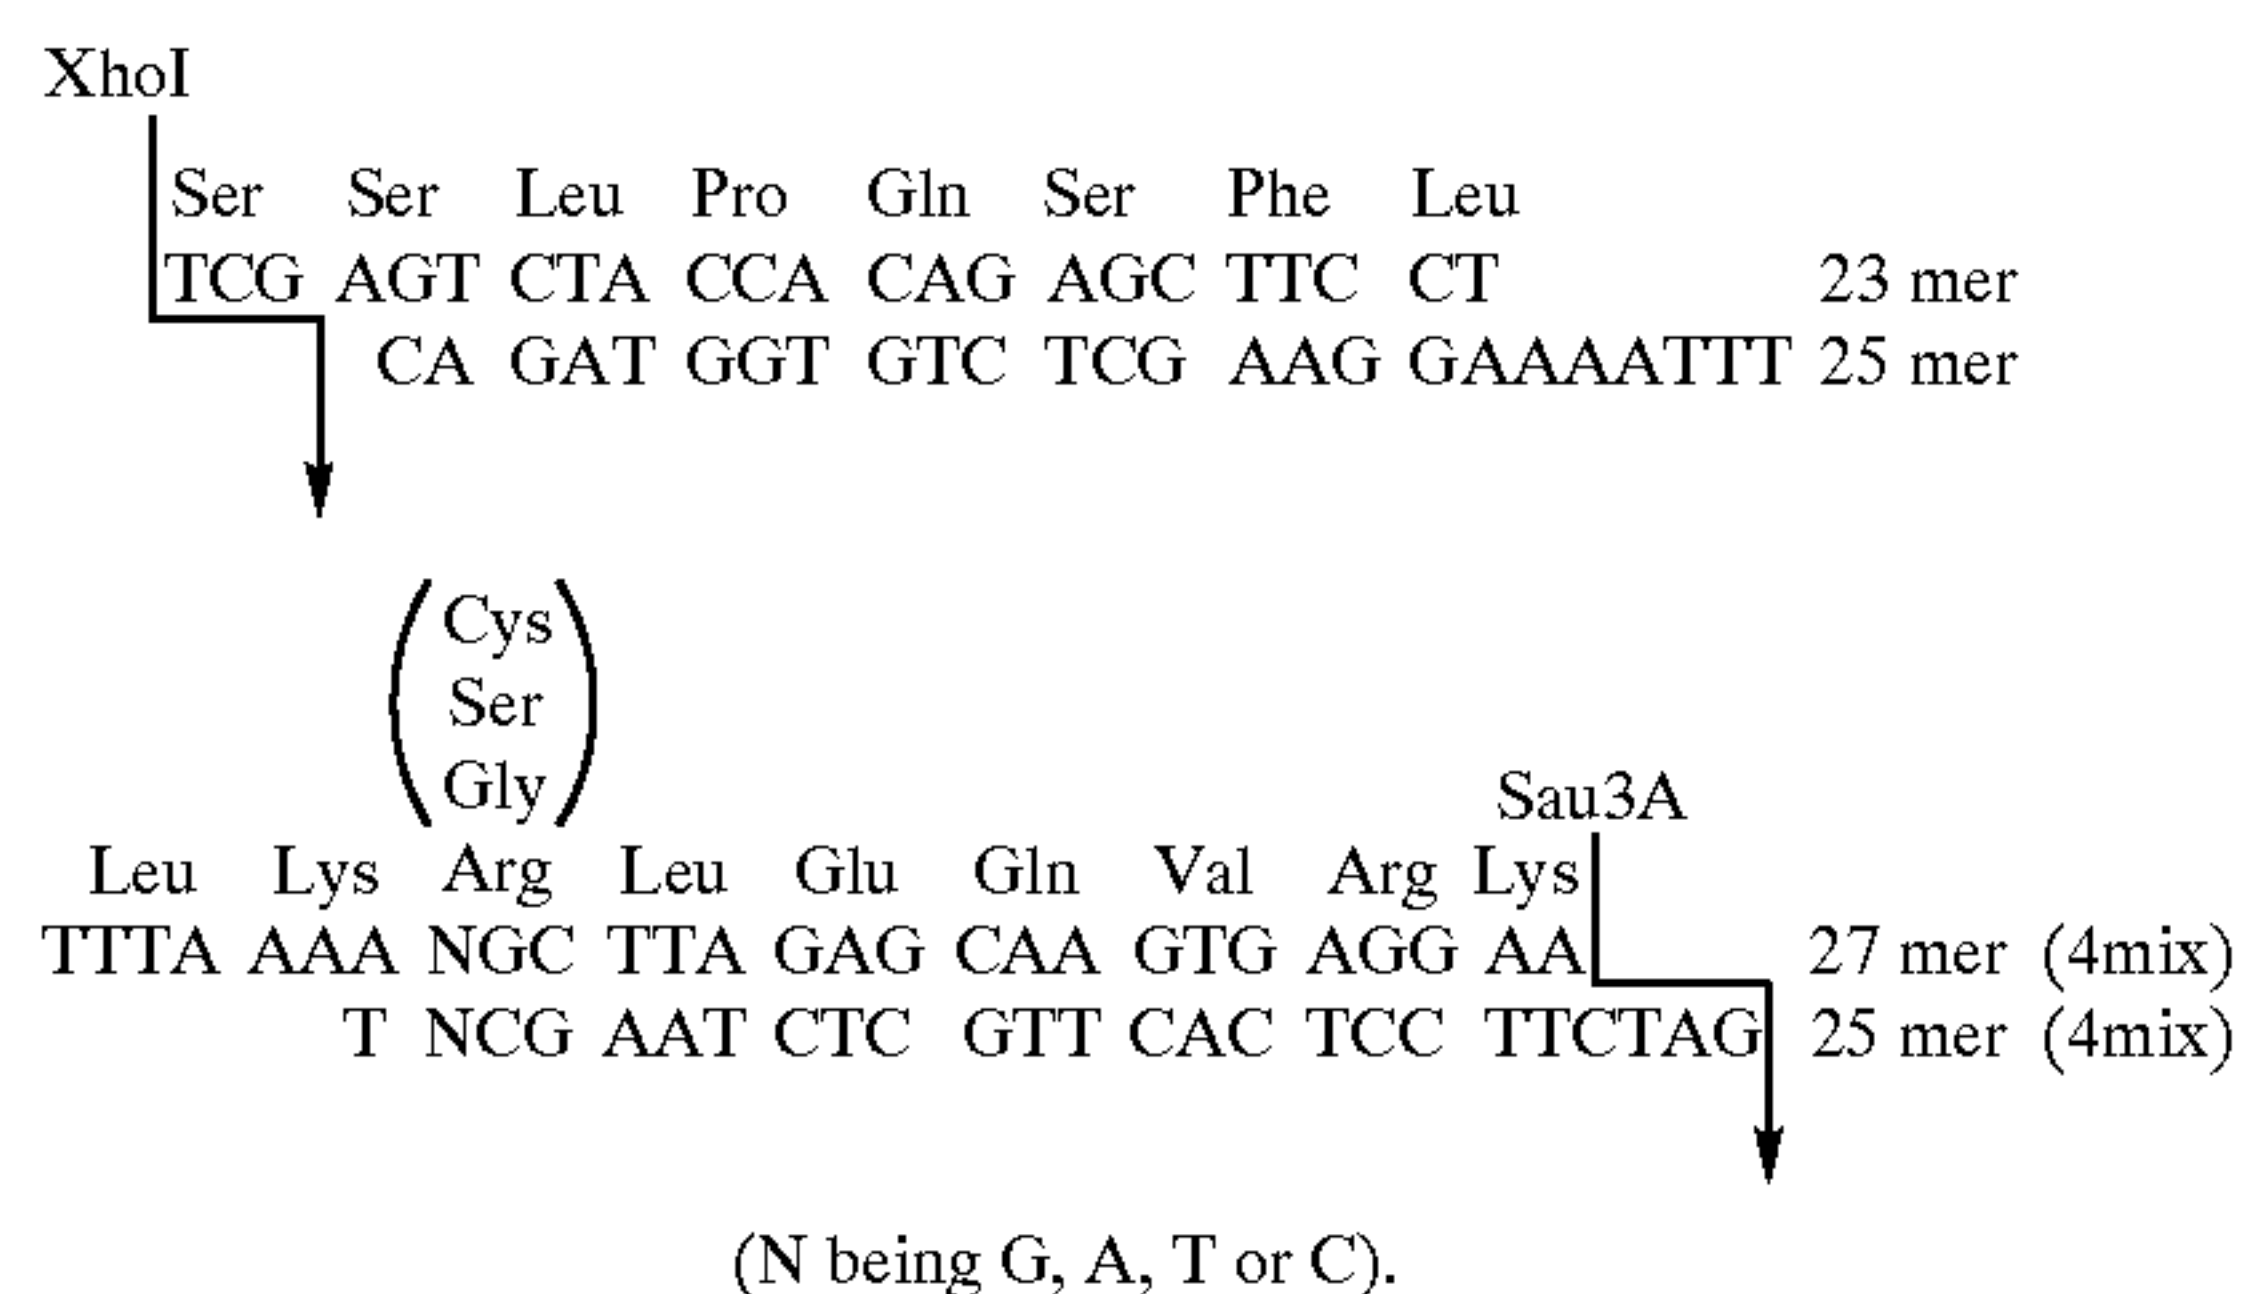 XhoI
Ser Ser Leu Pro Gln Ser Phe Leu
TCG AGT CTA CCA CAG AGC TTC CT 23 mer
CA GAT GGT GTC TCG AAG GAAAATTT 25 mer
Cys
Ser
Gly
Sau3A
Leu Lys Arg Leu Glu Gln Val Arg Lys
TTTA AAA NGC TTA GAG CAA GTG AGG AA 27 mer (4mix)
T NCG AAT CTC GTT CAC TCC TTCTAG 25 mer (4mix)
(N being G, A, T or C).